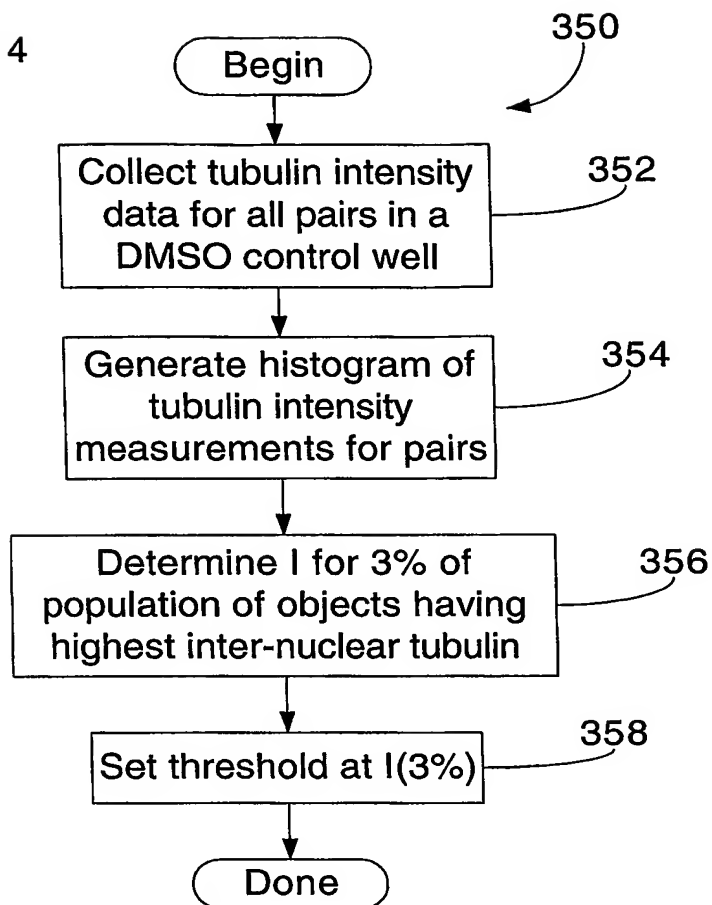 4
350
Begin
Collect tubulin intensity
data for all pairs in a
DMSO control well
352
Generate histogram of
tubulin intensity
measurements for pairs
354
Determine I for 3% of
population of objects having
highest inter-nuclear tubulin
356
Set threshold at I(3%)
358
Done